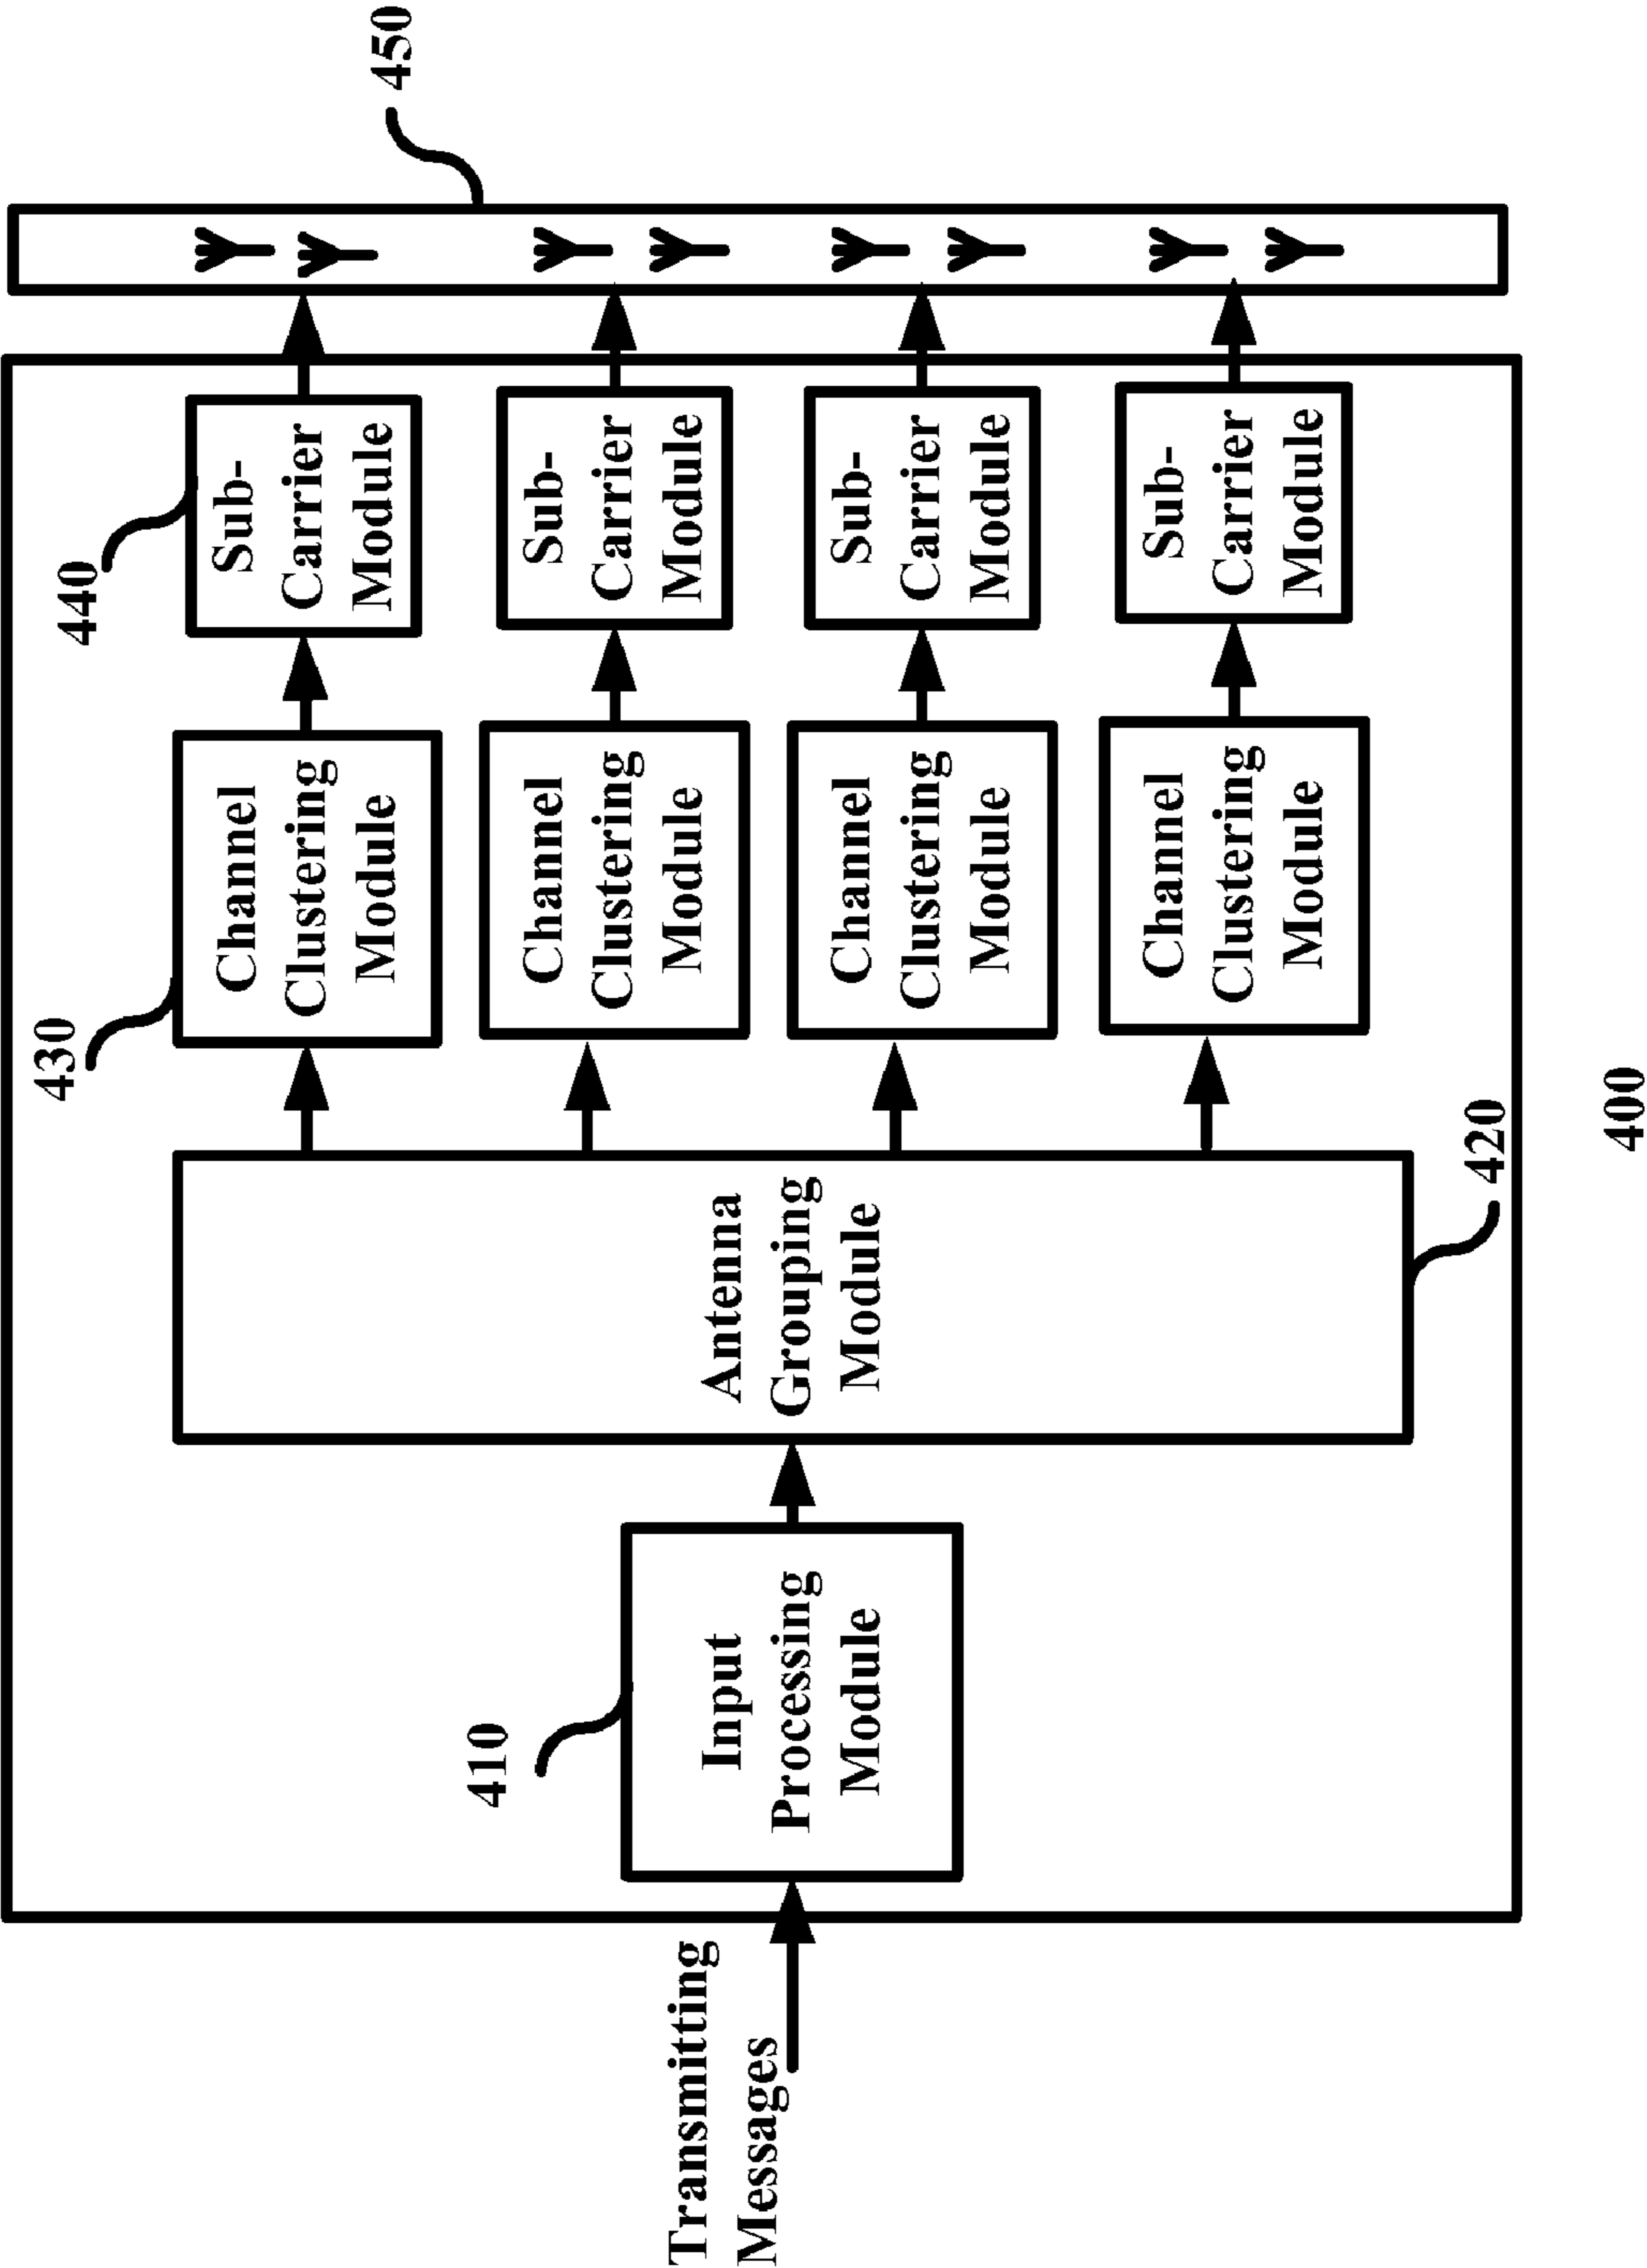 Transmitting
Messages
410
Input
Processing
Module
Antenna
Grouping
Module
420
430
Channel
Clustering
Module
Channel
Clustering
Module
Channel
Clustering
Module
Channel
Clustering
Module
440
Sub-
Carrier
Module
Sub-
Carrier
Module
Sub-
Carrier
Module
Sub-
Carrier
Module
450
400